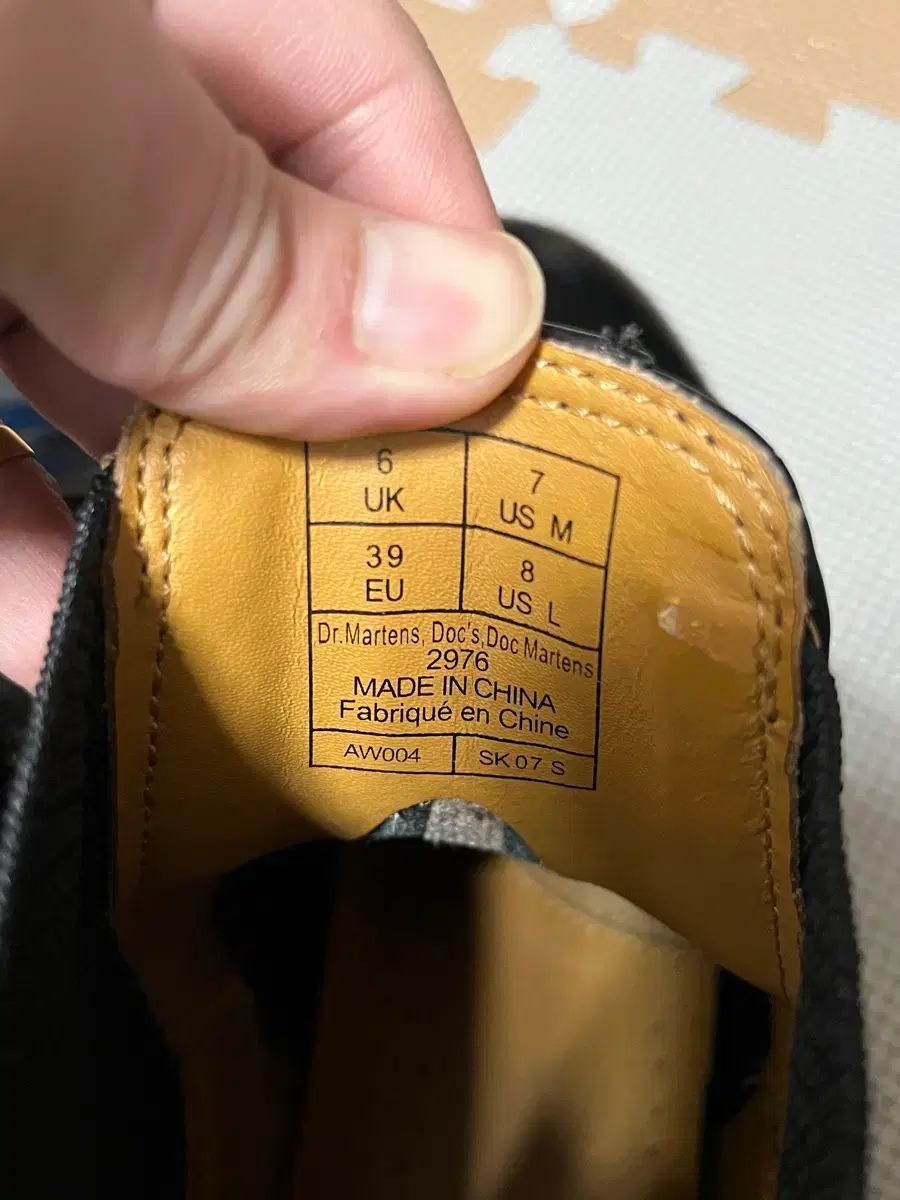 6
UK
7
US M
39
EU
8
US L
Dr.Martens, Doc's,Doc Martens
2976
MADE IN CHINA
Fabriqué en Chine
AW004
SK 07 S